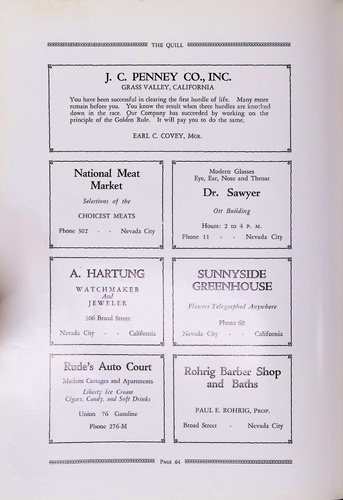 THE QUILL
J. C. PENNEY CO., INC.
GRASS VALLEY, CALIFORNIA
You have been successful in clearing the first hurdle of life. Many more
remain before you. You know the result when three hurdles are knocked
down in the race. Our Company has succeeded by working on the
principle of the Golden Rule. It will pay you to do the same.
EARL C. COVEY, MGR.
National Meat
Market
Selections of the
CHOICEST MEATS
Phone 302 - - Nevada City
Modern Glasses
Eye, Ear, Nose and Throat
Dr. Sawyer
Ott Building
Hours: 2 to 4 P. M.
Phone 11 - - Nevada City
A. HARTUNG
WATCHMAKER
And
JEWELER
306 Broad Street
Nevada City - - California
SUNNYSIDE
GREENHOUSE
Flowers Telegraphed Anywhere
Phone 60
Nevada City - - California
Rude's Auto Court
Modern Cottages and Apartments
Liberty Ice Cream
Cigars, Candy, and Soft Drinks
Union 76 Gasoline
Phone 276-M
Rohrig Barber Shop
and Baths
PAUL E. ROHRIG, PROP.
Broad Street - Nevada City
PAGE 64